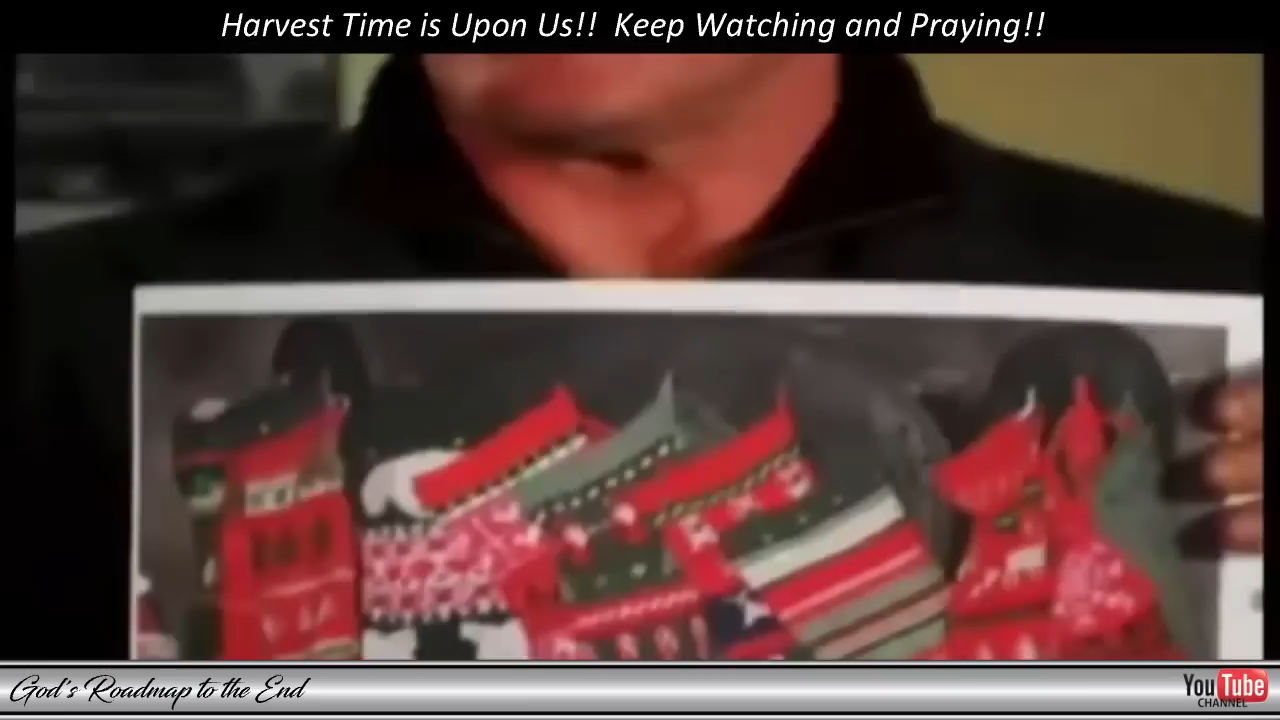 Harvest Time is Upon Us!! Keep Watching and Praying!!
God's Roadmap to the End
YouTube
CHANNEL